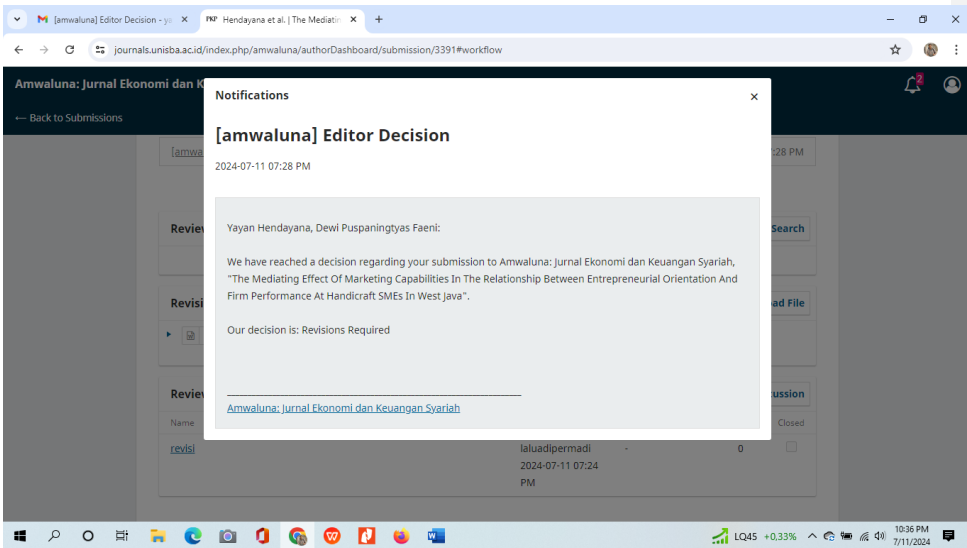 [amwaluna] Editor Decision - ya
Hendayana et al. | The Mediatin
journals.unisba.ac.id/index.php/amwaluna/authorDashboard/submission/3391#workflow
Amwaluna: Jurnal Ekonomi dan K
2
← Back to Submissions
Notifications
[amwaluna] Editor Decision
2024-07-11 07:28 PM
[amwa
:28 PM
Yayan Hendayana, Dewi Puspaningtyas Faeni:
We have reached a decision regarding your submission to Amwaluna: Jurnal Ekonomi dan Keuangan Syariah,
"The Mediating Effect Of Marketing Capabilities In The Relationship Between Entrepreneurial Orientation And
Firm Performance At Handicraft SMEs In West Java".
Our decision is: Revisions Required
Amwaluna: Jurnal Ekonomi dan Keuangan Syariah
Review
Search
Revisi
ad File
Review
ussion
Name
Closed
revisi
laluadipermadi
-
0
2024-07-11 07:24
PM
LQ45 +0,33%
10:36 PM
7/11/2024